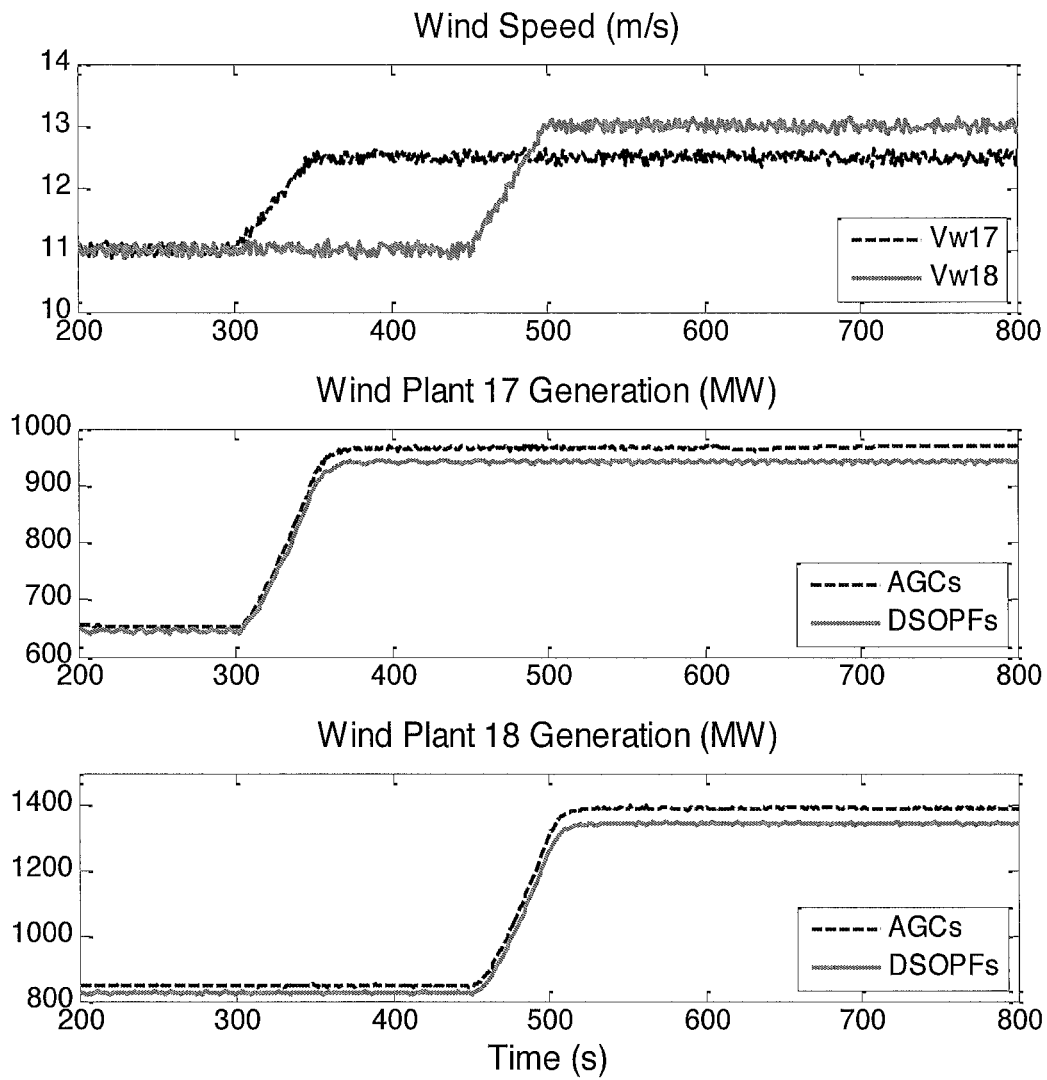 Wind Speed (m/s)
14
13
12
11
10
Vw17
Vw18
200 300 400 500 600 700 800
Wind Plant 17 Generation (MW)
1000
900
800
700
600
AGCs
DSOPFs
200 300 400 500 600 700 800
Wind Plant 18 Generation (MW)
1400
1200
1000
800
AGCs
DSOPFs
200 300 400 500 600 700 800
Time (s)